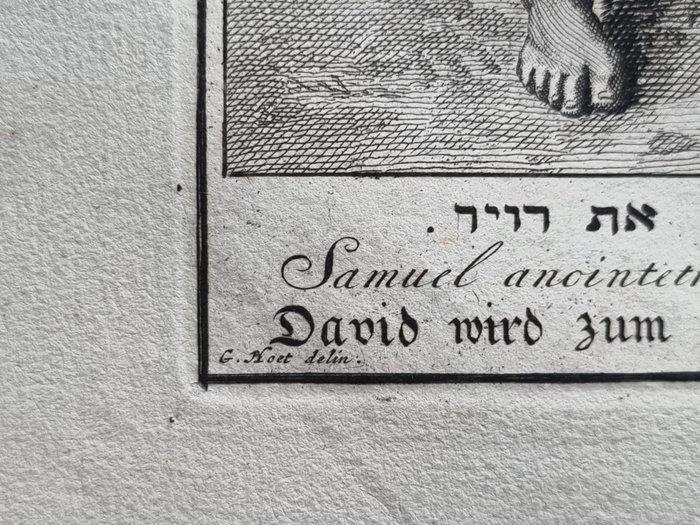 את דויד .
Samuel anointeth
David wird zum
G. Hoet delin.